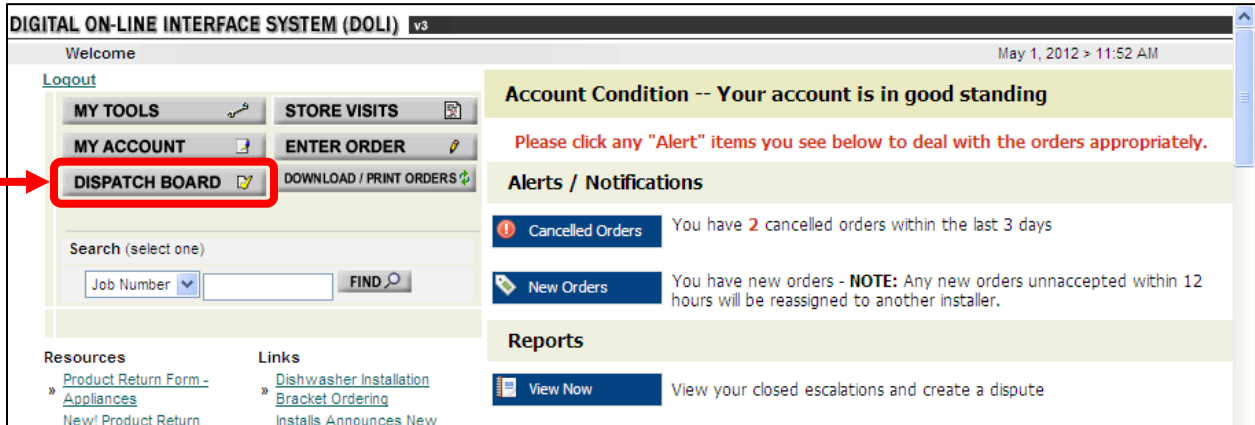 DIGITAL ON-LINE INTERFACE SYSTEM (DOLI) v3
Welcome
May 1, 2012 > 11:52 AM
Logout
MY TOOLS
STORE VISITS
MY ACCOUNT
ENTER ORDER
DISPATCH BOARD
DOWNLOAD / PRINT ORDERS
Search (select one)
Job Number
FIND
Resources
» Product Return Form -
Appliances
New! Product Return
Links
» Dishwasher Installation
Bracket Ordering
Installs Announces New
Account Condition -- Your account is in good standing
Please click any "Alert" items you see below to deal with the orders appropriately.
Alerts / Notifications
Cancelled Orders
You have 2 cancelled orders within the last 3 days
New Orders
You have new orders - NOTE: Any new orders unnaccepted within 12
hours will be reassigned to another installer.
Reports
View Now
View your closed escalations and create a dispute